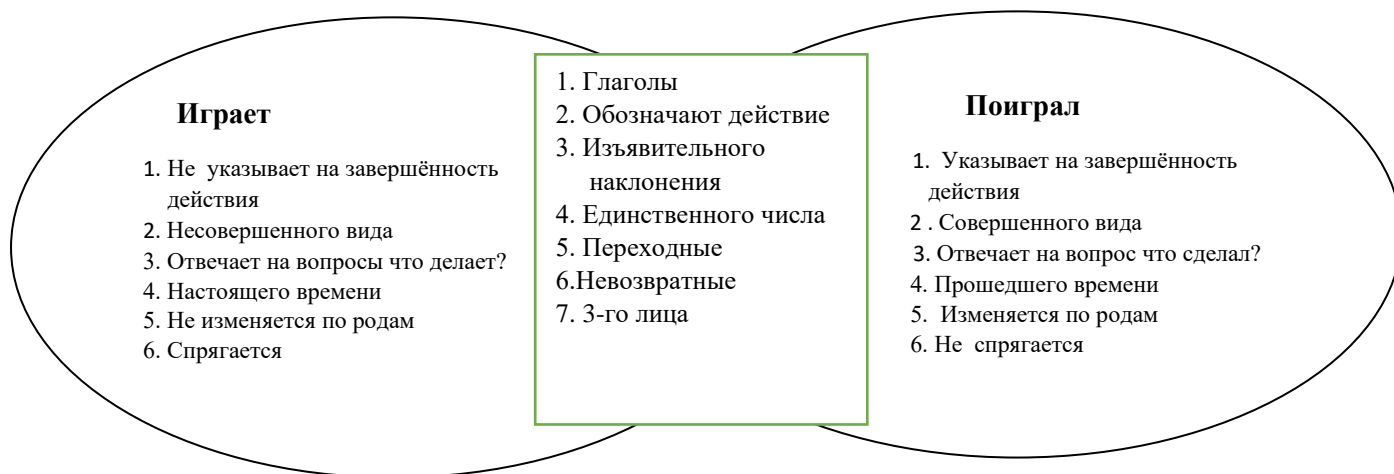 Играет
1. Не указывает на завершённость
действия
2. Несовершенного вида
3. Отвечает на вопросы что делает?
4. Настоящего времени
5. Не изменяется по родам
6. Спрягается
1. Глаголы
2. Обозначают действие
3. Изъявительного
наклонения
4. Единственного числа
5. Переходные
6.Невозвратные
7. 3-го лица
Поиграл
1. Указывает на завершённость
действия
2 . Совершенного вида
3. Отвечает на вопрос что сделал?
4. Прошедшего времени
5. Изменяется по родам
6. Не спрягается